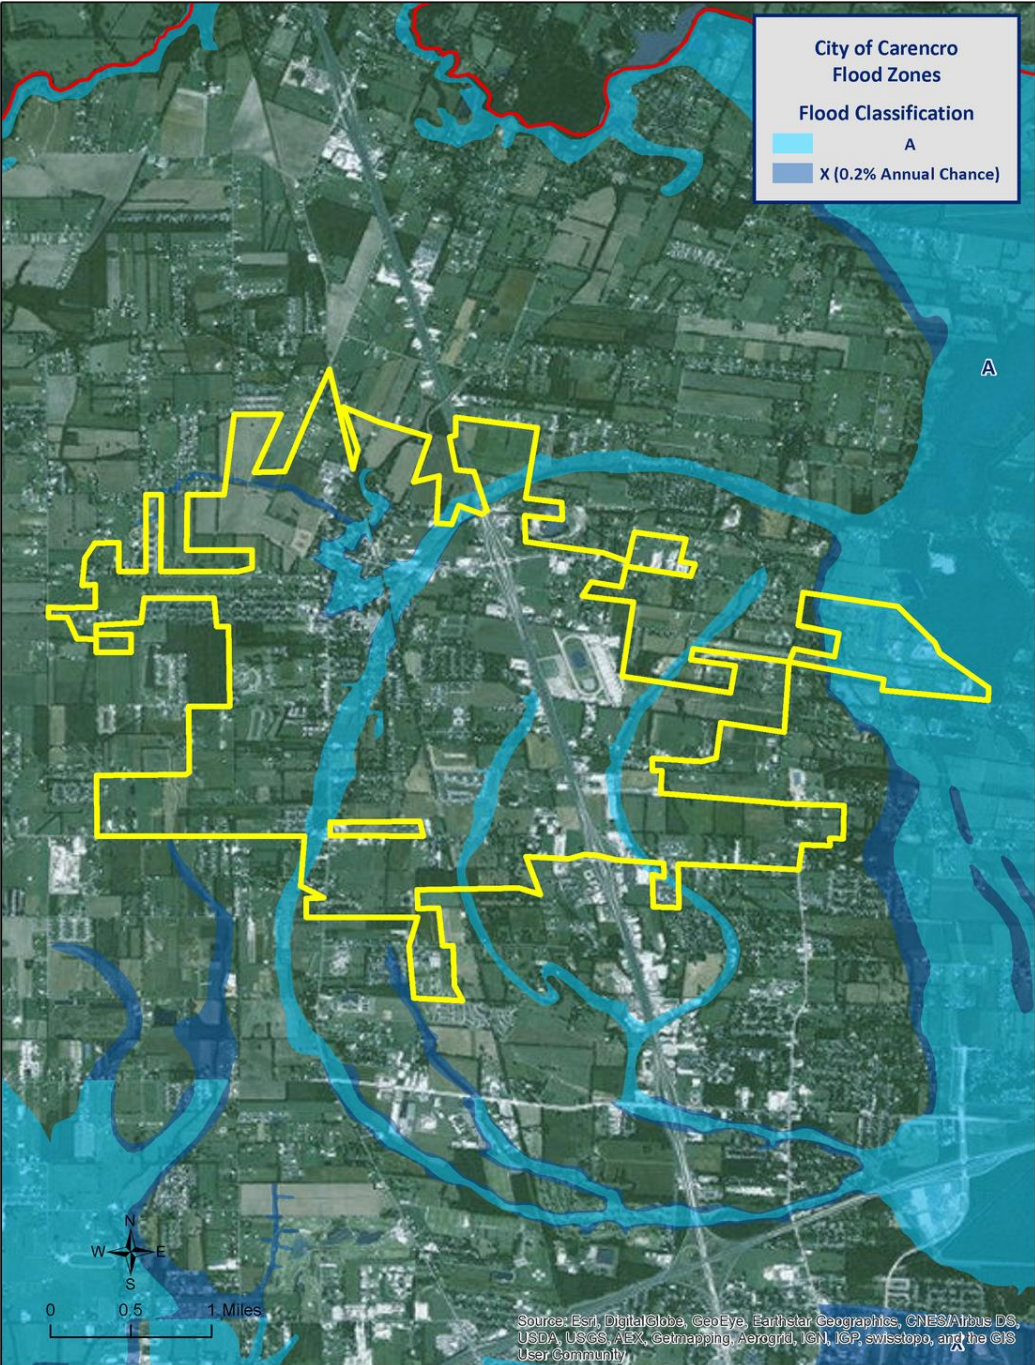 City of Carencro
Flood Zones
Flood Classification
A
X (0.2% Annual Chance)
A
N
W E
S
0 0.5 1 Miles
Source: Esri, DigitalGlobe, GeoEye, Earthstar Geographics, CNES/Airbus DS,
USDA, USGS, AEX, Getmapping, Aerogrid, IGN, IGP, swisstopo, and the GIS
User Community
A